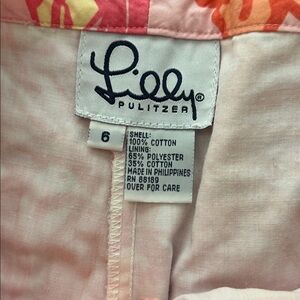 Lilly®
PULITZER
6
SHELL:
100% COTTON
LINING:
65% POLYESTER
35% COTTON
MADE IN PHILIPPINES
RN 88189
OVER FOR CARE